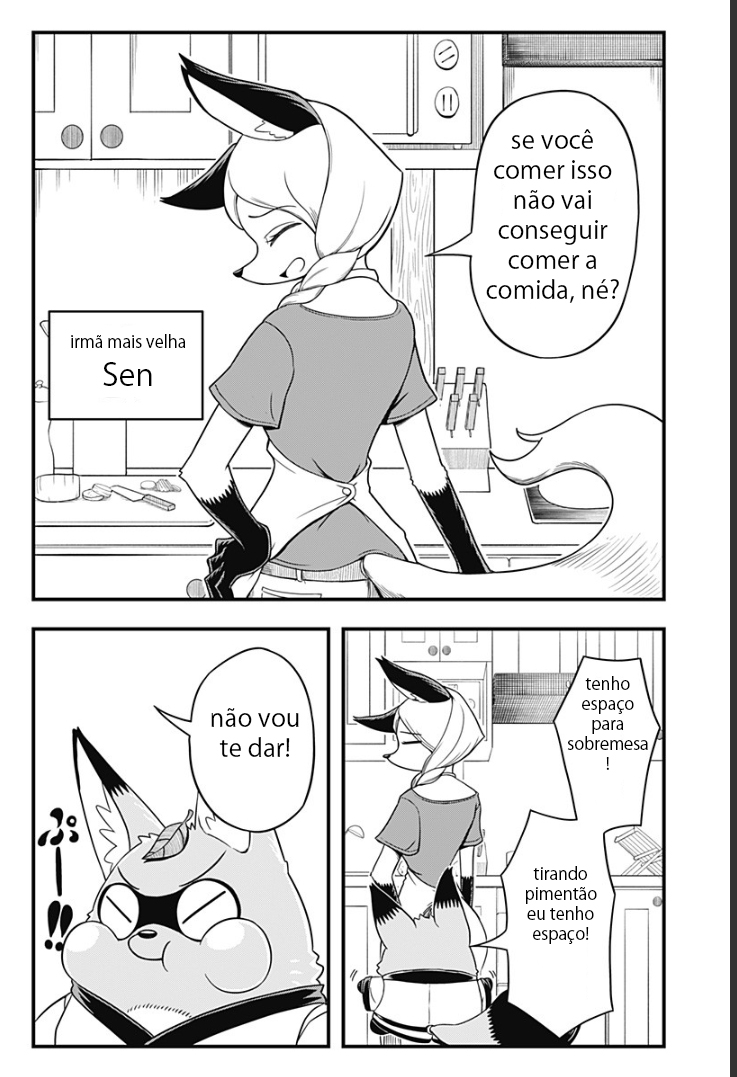 se você
comer isso
não vai
conseguir
comer a
comida, né?
irmã mais velha
Sen
tenho
espaço
para
sobremesa
!
tirando
pimentão
eu tenho
espaço!
não vou
te dar!
ぷー!!